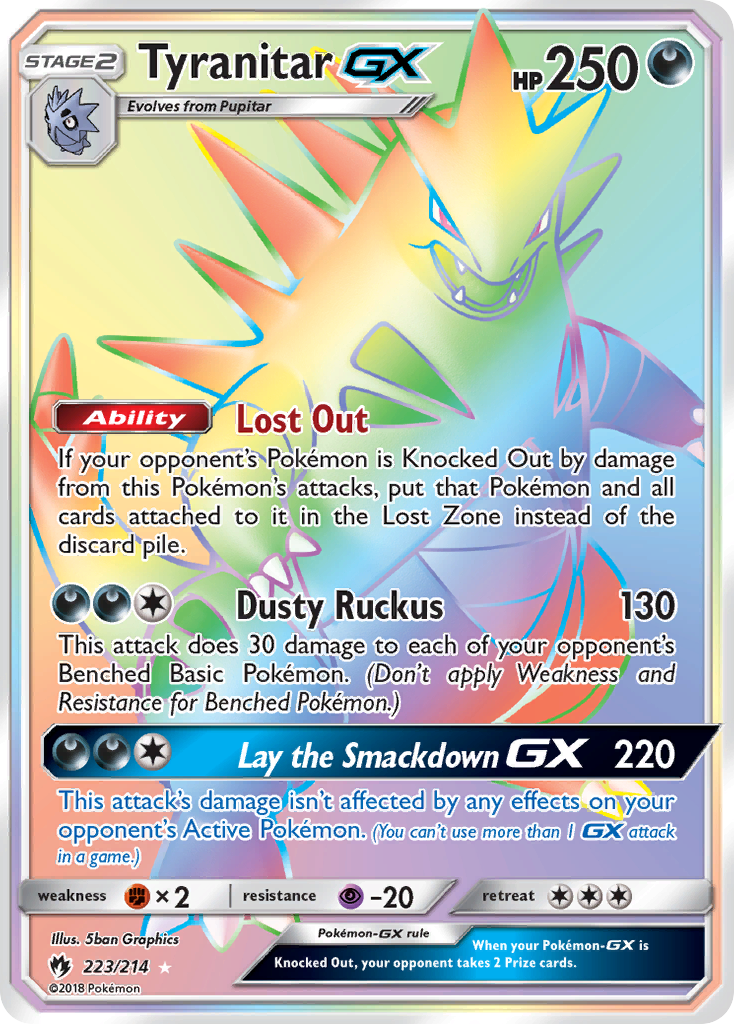 STAGE2
Tyranitar GX
HP 250
Evolves from Pupitar
Ability Lost Out
If your opponent's Pokémon is Knocked Out by damage
from this Pokémon's attacks, put that Pokémon and all
cards attached to it in the Lost Zone instead of the
discard pile.
Dusty Ruckus 130
This attack does 30 damage to each of your opponent's
Benched Basic Pokémon. (Don't apply Weakness and
Resistance for Benched Pokémon.)
Lay the Smackdown GX 220
This attack's damage isn't affected by any effects on your
opponent's Active Pokémon. (You can't use more than 1 GX attack
in a game.)
weakness ×2 resistance -20 retreat
Illus. 5ban Graphics
223/214
©2018 Pokémon
Pokémon-GX rule
When your Pokémon-GX is
Knocked Out, your opponent takes 2 Prize cards.